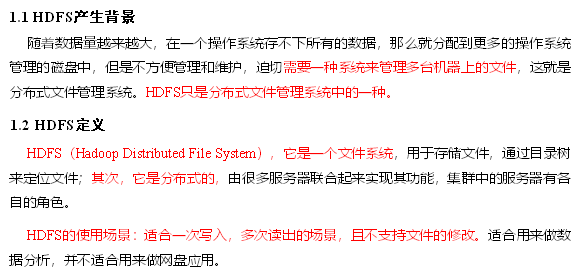 1.1 HDFS产生背景
随着数据量越来越大，在一个操作系统存不下所有的数据，那么就分配到更多的操作系统
管理的磁盘中，但是不方便管理和维护，迫切需要一种系统来管理多台机器上的文件，这就是
分布式文件管理系统。HDFS只是分布式文件管理系统中的一种。
1.2 HDFS定义
HDFS（Hadoop Distributed File System），它是一个文件系统，用于存储文件，通过目录树
来定位文件；其次，它是分布式的，由很多服务器联合起来实现其功能，集群中的服务器有各
自的角色。
HDFS的使用场景：适合一次写入，多次读出的场景，且不支持文件的修改。适合用来做数
据分析，并不适合用来做网盘应用。